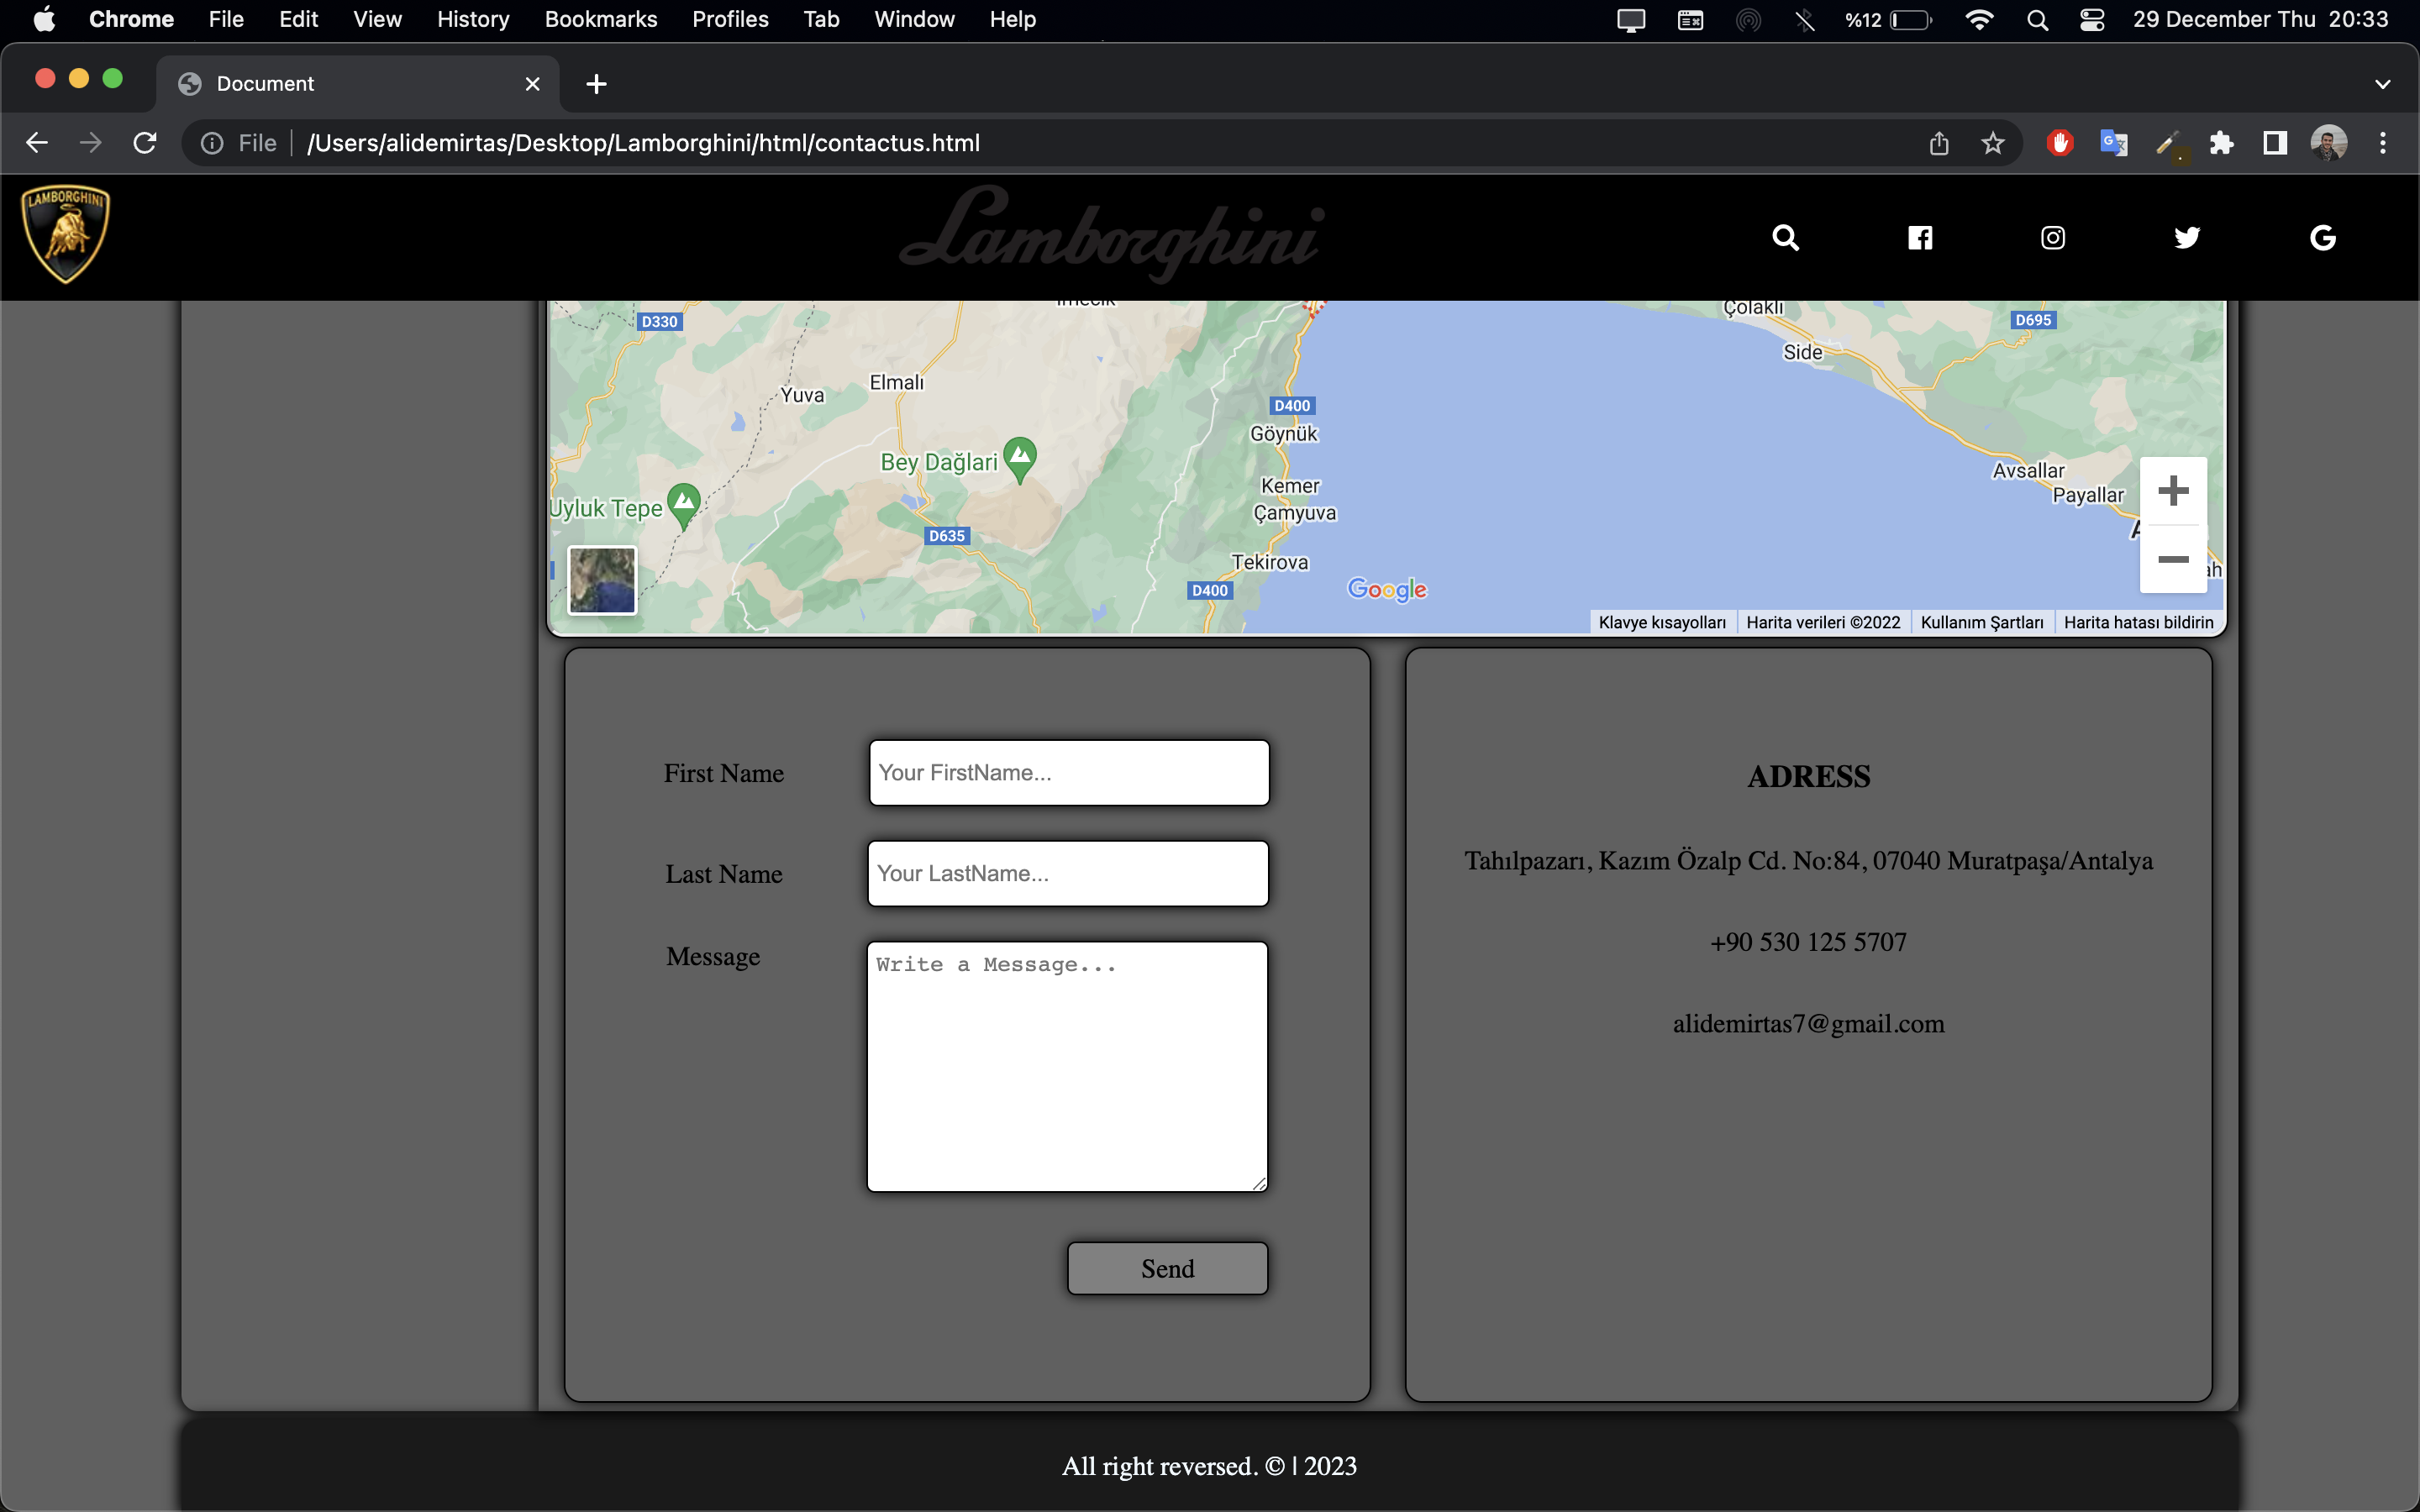 Chrome File Edit View History Bookmarks Profiles Tab Window Help %12 29 December Thu 20:33
Document
File /Users/alidemirtas/Desktop/Lamborghini/html/contactus.html
LAMBORGHINI
Lamborghini
D330
Çolaklı
D695
Side
Elmalı
Yuva
D400
Göynük
Bey Dağlari
Avsallar
Kemer
Payallar
Uyluk Tepe
Çamyuva
D635
Tekirova
D400
Google
Klavye kısayolları Harita verileri ©2022 Kullanım Şartları Harita hatası bildirin
First Name Your FirstName...
Last Name Your LastName...
Message Write a Message...
Send
ADRESS
Tahılpazarı, Kazım Özalp Cd. No:84, 07040 Muratpaşa/Antalya
+90 530 125 5707
alidemirtas7@gmail.com
All right reversed. © | 2023